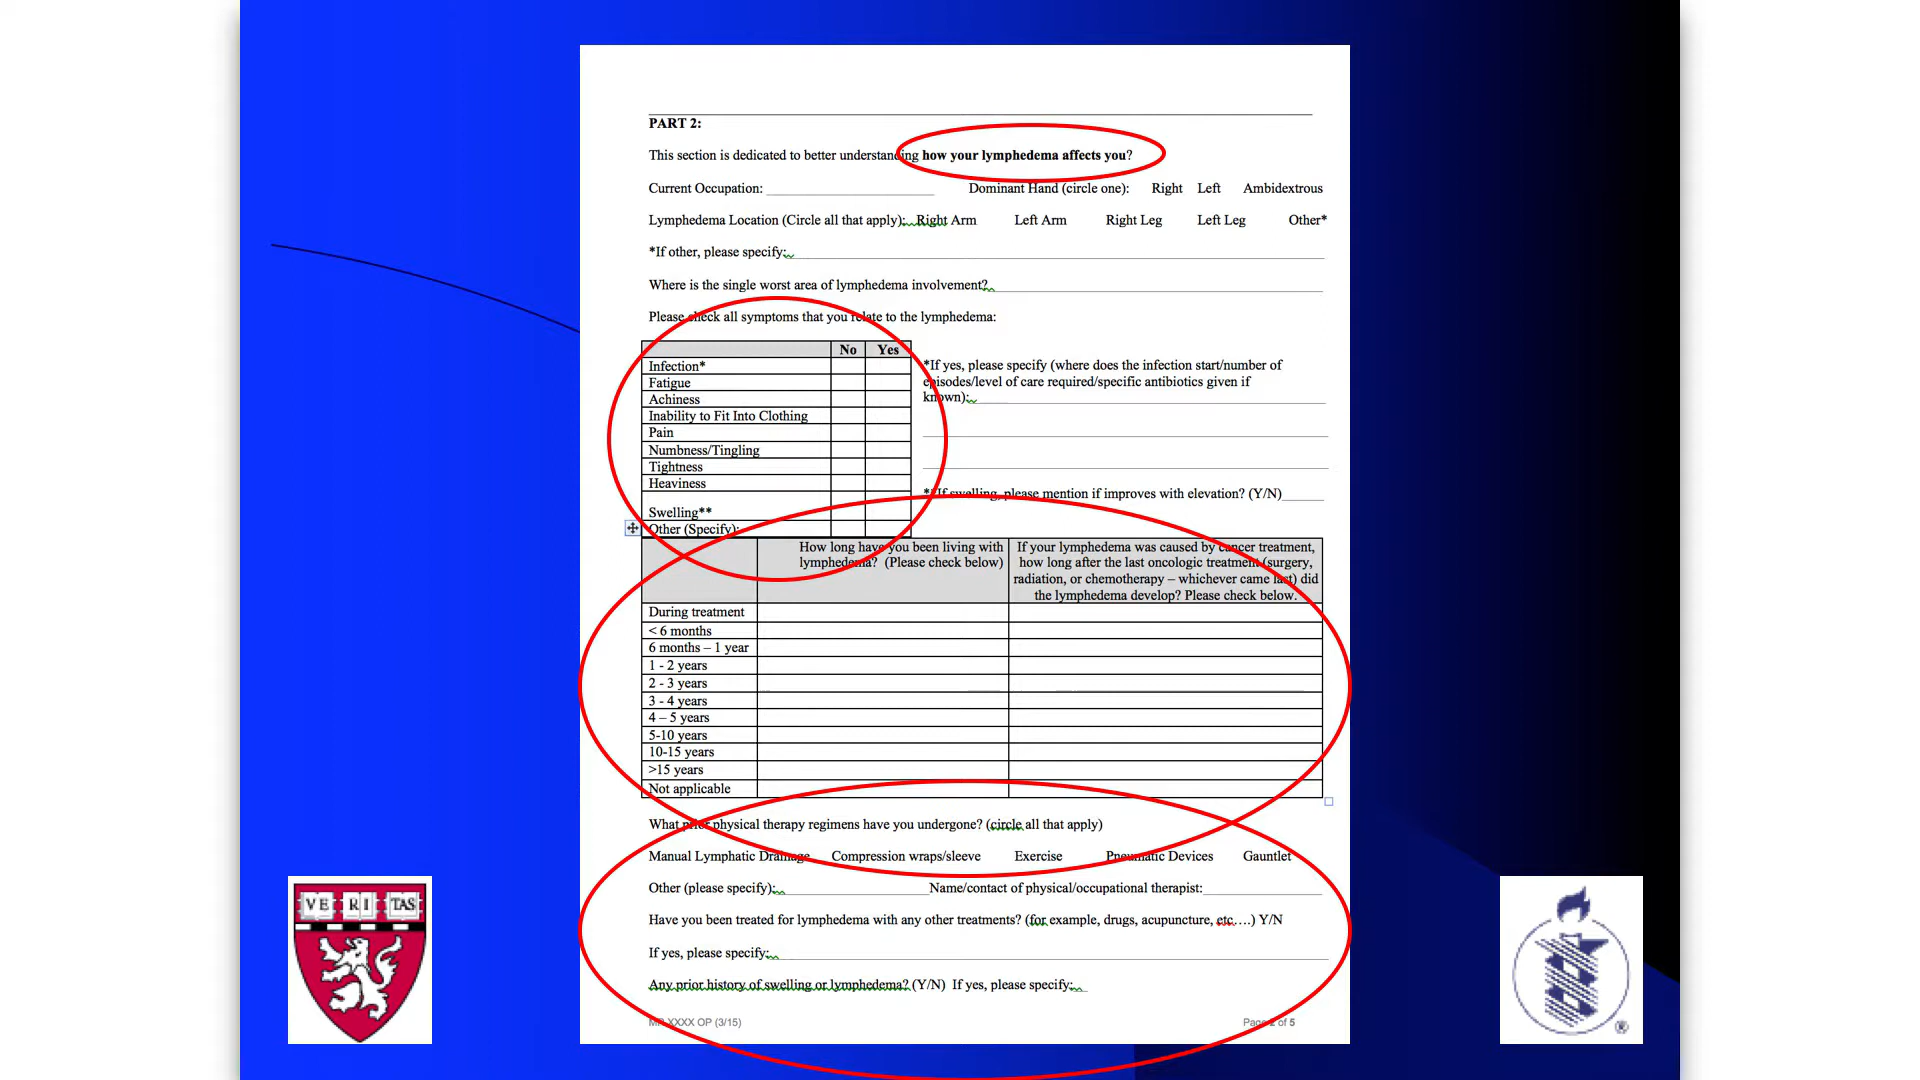 PART 2:
This section is dedicated to better understanding how your lymphedema affects you?
Current Occupation: Dominant Hand (circle one): Right Left Ambidextrous
Lymphedema Location (Circle all that apply): Right Arm Left Arm Right Leg Left Leg Other*
*If other, please specify:
Where is the single worst area of lymphedema involvement?
Please check all symptoms that you relate to the lymphedema:
No Yes
Infection*
Fatigue
Achiness
Inability to Fit Into Clothing
Pain
Numbness/Tingling
Tightness
Heaviness
Swelling**
Other (Specify):
*If yes, please specify (where does the infection start/number of
episodes/level of care required/specific antibiotics given if
known):
**If swelling, please mention if improves with elevation? (Y/N)
How long have you been living with
lymphedema? (Please check below)
If your lymphedema was caused by cancer treatment,
how long after the last oncologic treatment (surgery,
radiation, or chemotherapy – whichever came last) did
the lymphedema develop? Please check below.
During treatment
< 6 months
6 months – 1 year
1 - 2 years
2 - 3 years
3 - 4 years
4 – 5 years
5-10 years
10-15 years
>15 years
Not applicable
What prior physical therapy regimens have you undergone? (circle all that apply)
Manual Lymphatic Drainage Compression wraps/sleeve Exercise Pneumatic Devices Gauntlet
Other (please specify): Name/contact of physical/occupational therapist:
Have you been treated for lymphedema with any other treatments? (for example, drugs, acupuncture, etc….) Y/N
If yes, please specify:
Any prior history of swelling or lymphedema? (Y/N) If yes, please specify:
MR XXXX OP (3/15) Page 2 of 5
VE RI TAS
®